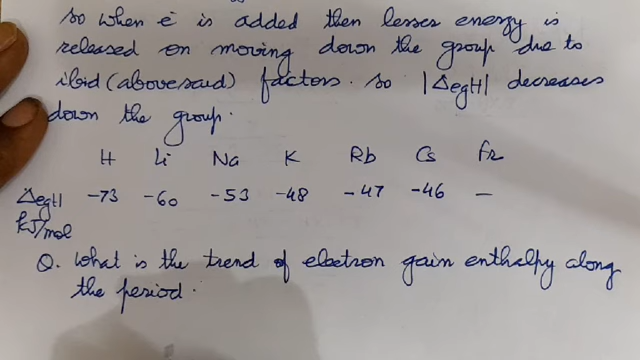 so when e⁻ is added then lesser energy is
released on moving down the group due to
ibid (above said) factors. so |ΔegH| decreases
down the group.
H Li Na K Rb Cs Fr
ΔegH -73 -60 -53 -48 -47 -46 —
kJ/mol
Q. What is the trend of electron gain enthalpy along
the period.